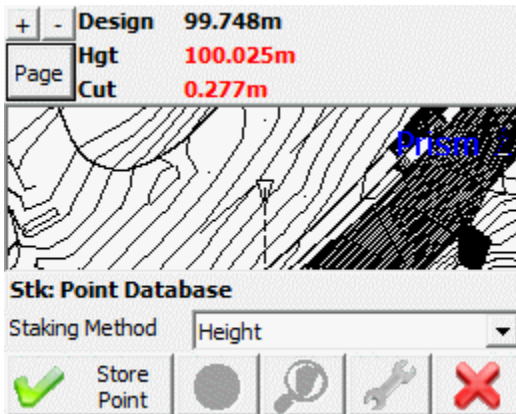 + - Design 99.748m
Page
Hgt 100.025m
Cut 0.277m
Prism
Stk: Point Database
Staking Method Height
Store
Point